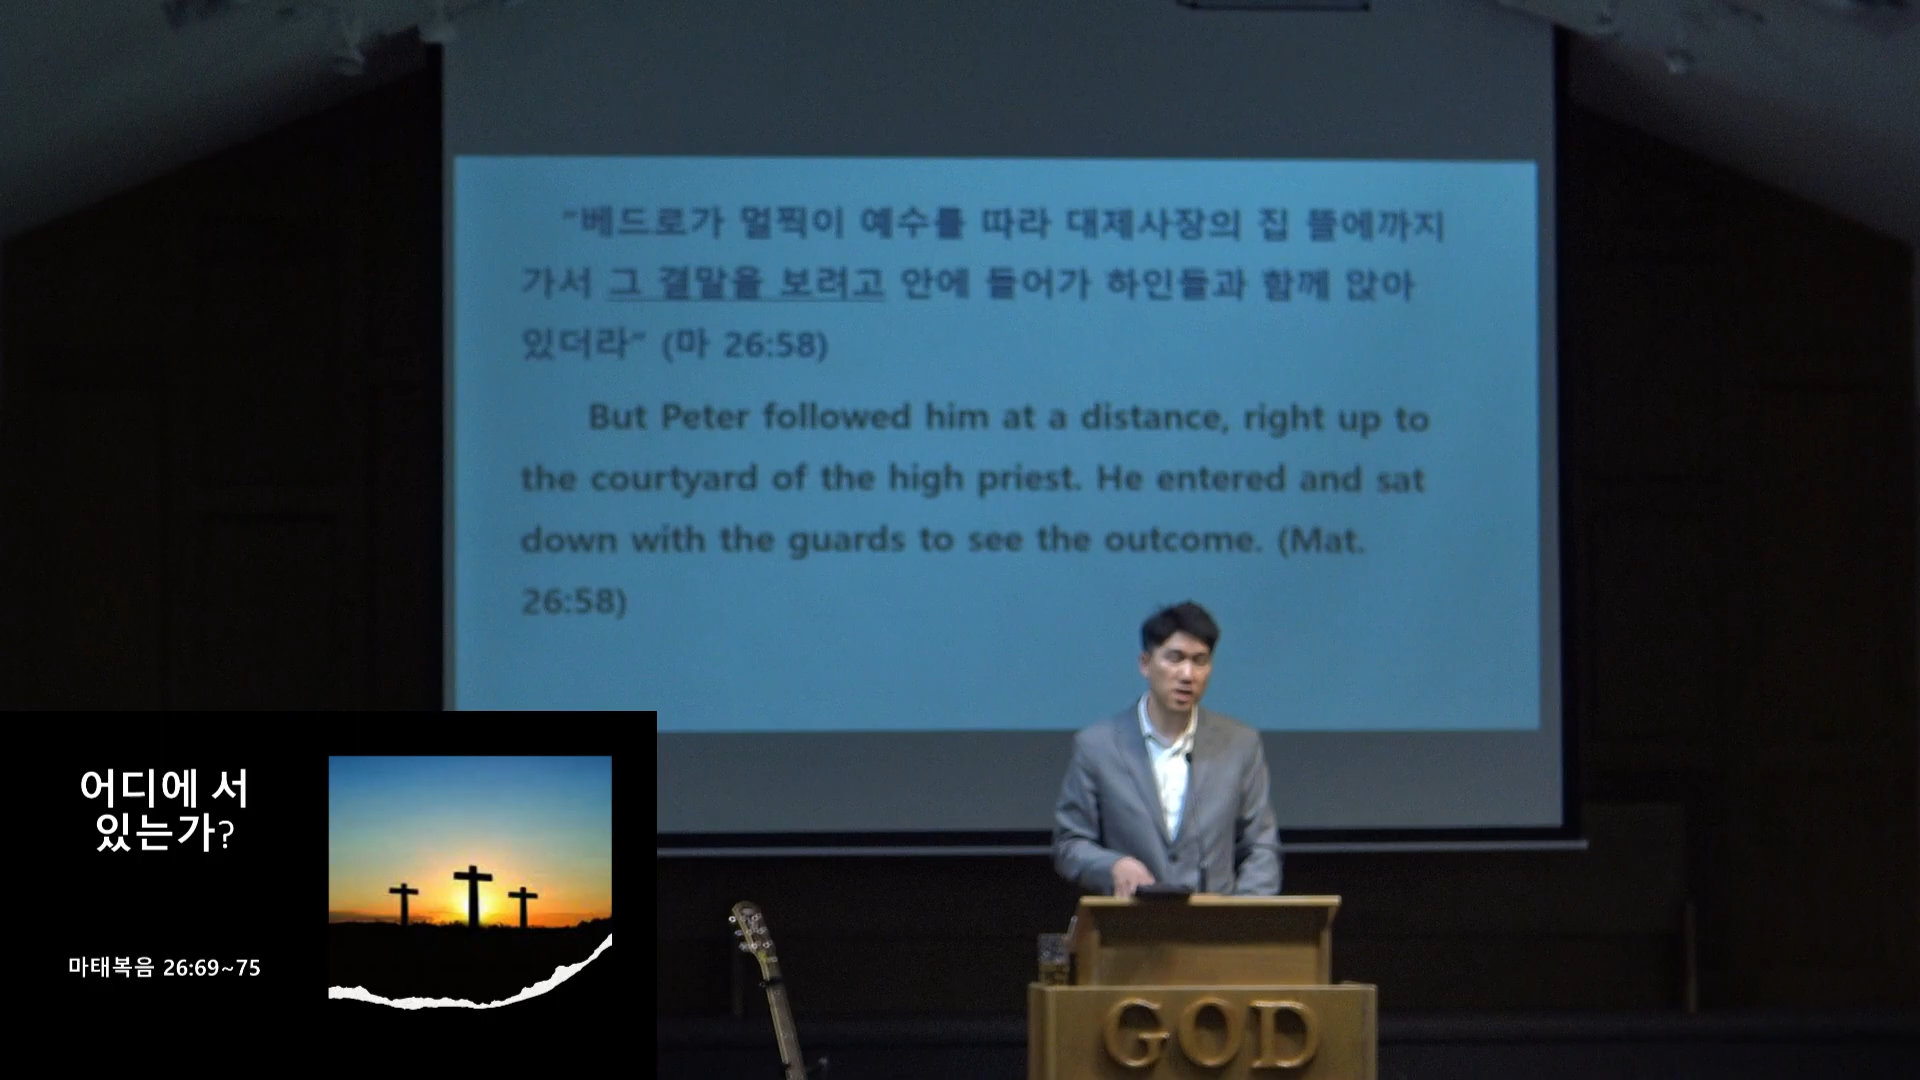 "베드로가 멀찍이 예수를 따라 대제사장의 집 뜰에까지
가서 그 결말을 보려고 안에 들어가 하인들과 함께 앉아
있더라" (마 26:58)
But Peter followed him at a distance, right up to
the courtyard of the high priest. He entered and sat
down with the guards to see the outcome. (Mat.
26:58)
어디에 서
있는가?
마태복음 26:69~75
GOD